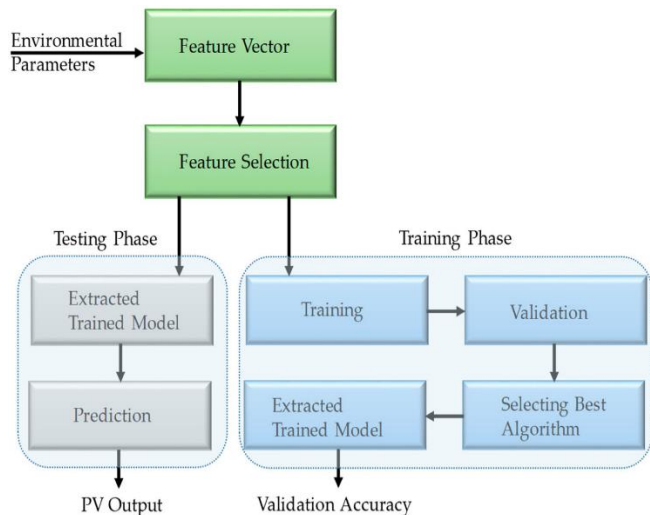 Environmental
Parameters
Feature Vector
Feature Selection
Testing Phase
Training Phase
Extracted
Trained Model
Training
Validation
Prediction
Extracted
Trained Model
Selecting Best
Algorithm
PV Output
Validation Accuracy